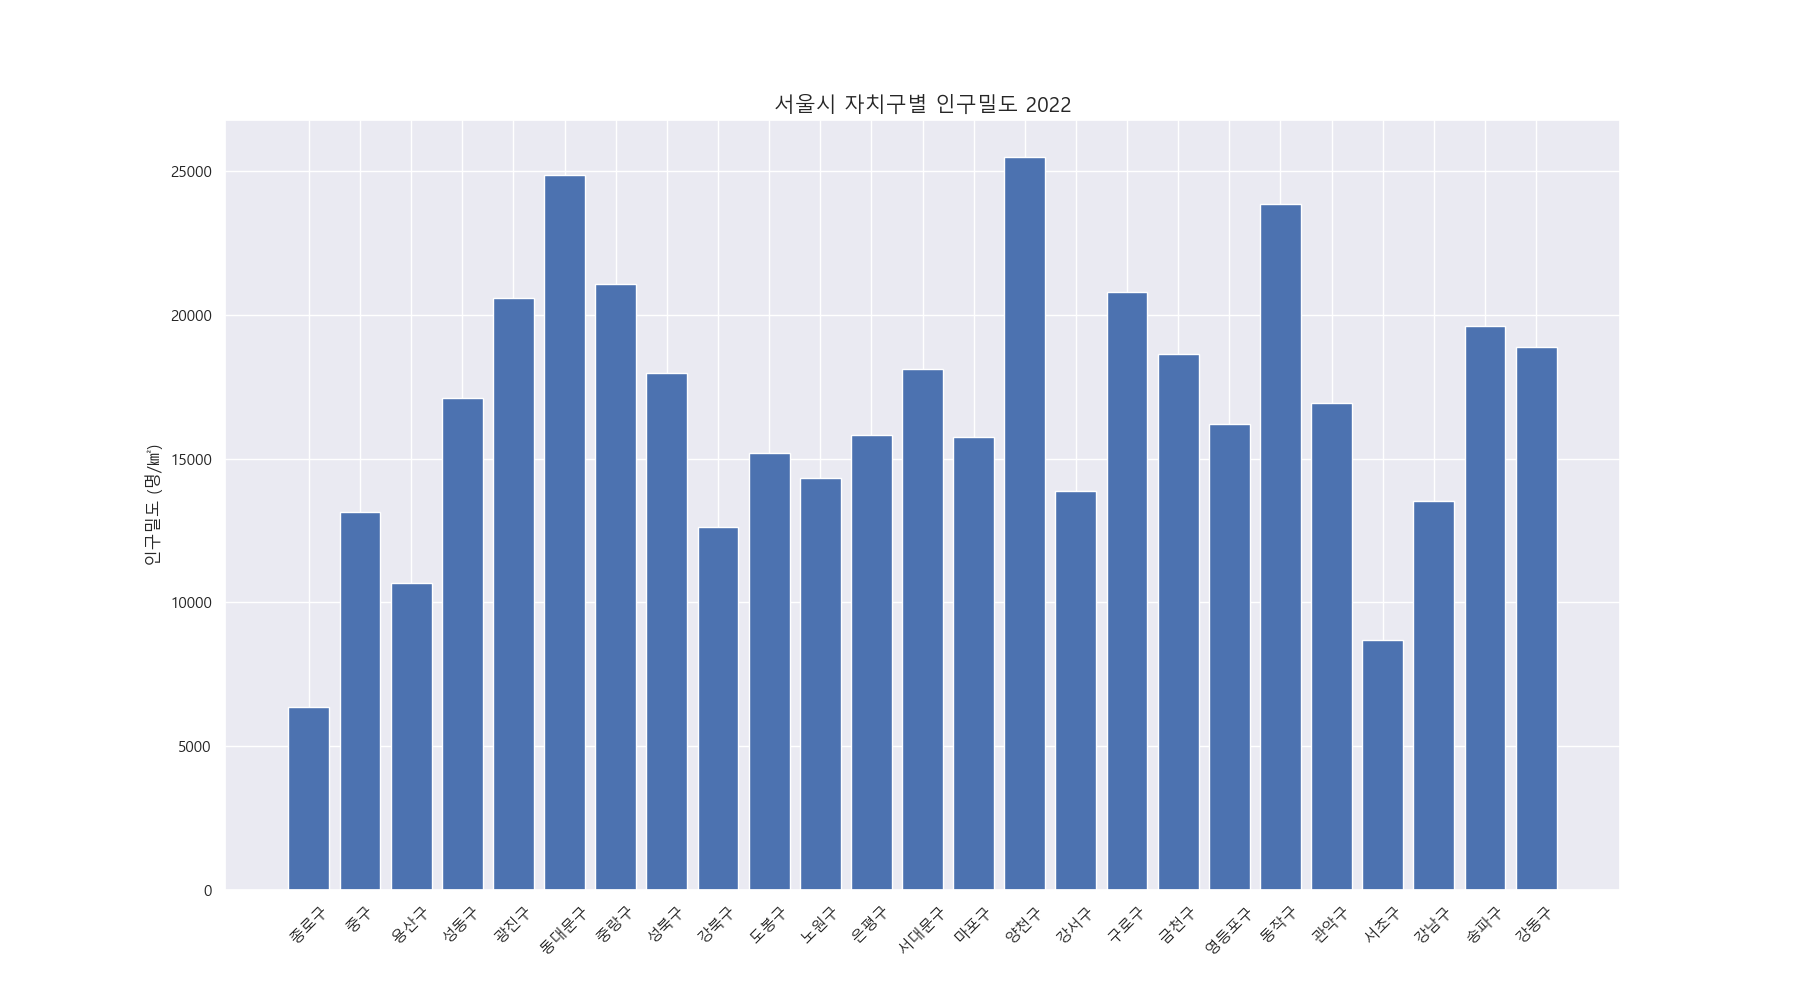 서울시 자치구별 인구밀도 2022
인구밀도 (명/㎢)
25000
20000
15000
10000
5000
0
종로구
중구
용산구
성동구
광진구
동대문구
중랑구
성북구
강북구
도봉구
노원구
은평구
서대문구
마포구
양천구
강서구
구로구
금천구
영등포구
동작구
관악구
서초구
강남구
송파구
강동구